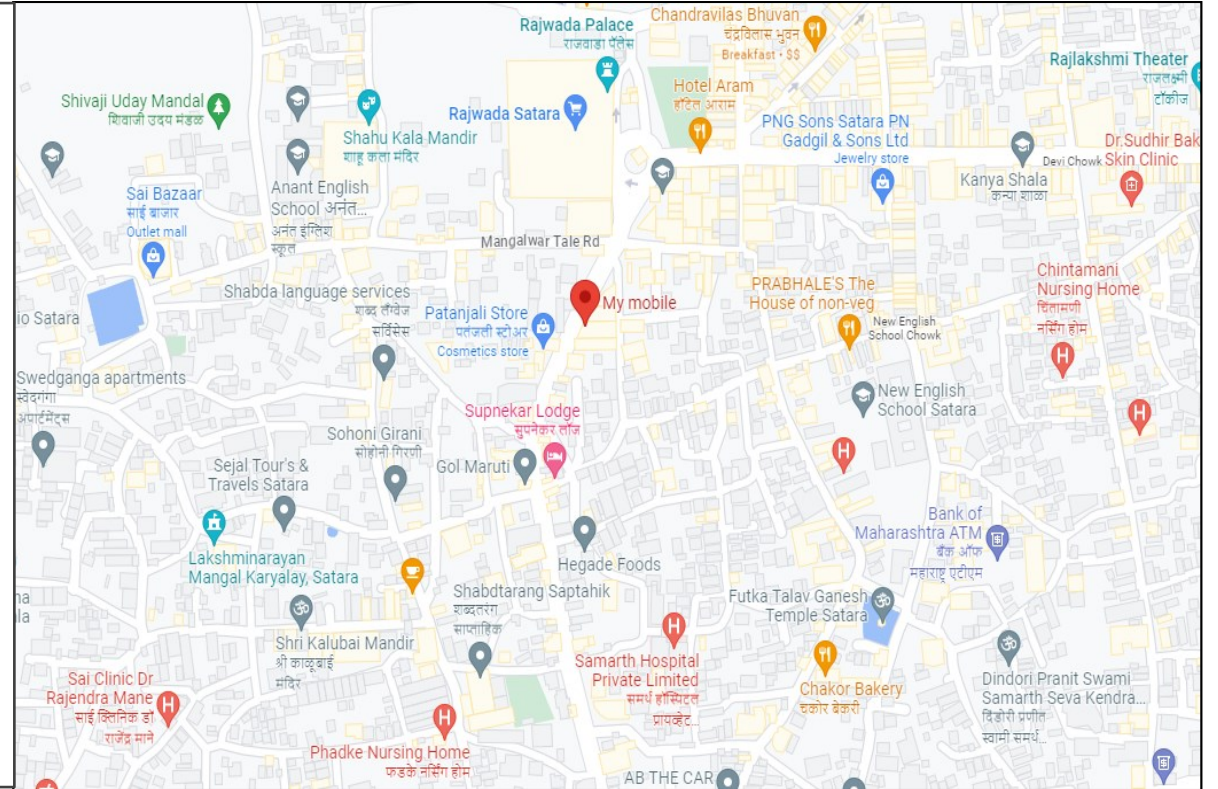 Rajwada Palace
राजवाडा पॅलेस
Chandravilas Bhuvan
चंद्रविलास भुवन
Breakfast • $$
Rajlakshmi Theater
राजलक्ष्मी
टॉकीज
Shivaji Uday Mandal
शिवाजी उदय मंडळ
Rajwada Satara
Hotel Aram
हॉटेल आराम
Shahu Kala Mandir
शाहू कला मंदिर
PNG Sons Satara PN
Gadgil & Sons Ltd
Jewelry store
Dr.Sudhir Bak
Skin Clinic
Devi Chowk
Kanya Shala
कन्या शाळा
Sai Bazaar
साई बाजार
Outlet mall
Anant English
School अनंत...
अनंत इंग्लिश
स्कूल
Mangalwar Tale Rd
Chintamani
Nursing Home
चिंतामणी
नर्सिंग होम
Shabda language services
शब्द लँग्वेज
सर्विसेस
My mobile
PRABHALE'S The
House of non-veg
Patanjali Store
पतंजली स्टोअर
Cosmetics store
io Satara
New English
School Chowk
Swedganga apartments
स्वेदगंगा
अपार्टमेंट्स
New English
School Satara
Supnekar Lodge
सुपनेकर लॉज
Sohoni Girani
सोहोनी गिरणी
Gol Maruti
Sejal Tour's &
Travels Satara
Bank of
Maharashtra ATM
बँक ऑफ
महाराष्ट्र एटीएम
Lakshminarayan
Mangal Karyalay, Satara
Hegade Foods
Shabdtarang Saptahik
शब्दतरंग
साप्ताहिक
Futka Talav Ganesh
Temple Satara
na
la
Shri Kalubai Mandir
श्री काळूबाई
मंदिर
Samarth Hospital
Private Limited
समर्थ हॉस्पिटल
प्रायव्हेट...
Sai Clinic Dr
Rajendra Mane
साई क्लिनिक डॉ
राजेंद्र माने
Chakor Bakery
चकोर बेकरी
Dindori Pranit Swami
Samarth Seva Kendra...
दिंडोरी प्रणीत
स्वामी समर्थ...
Phadke Nursing Home
फडके नर्सिंग होम
AB THE CAR